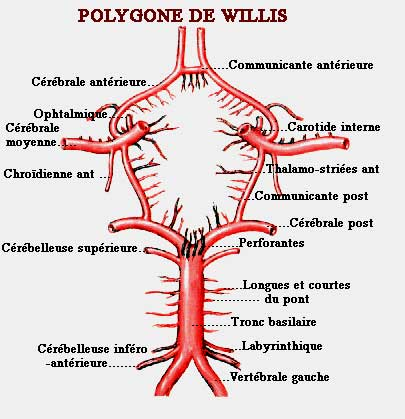 POLYGONE DE WILLIS
Communicante antérieure
Cérébrale antérieure
Ophtalmique
Cérébrale
moyenne
Carotide interne
Chroïdienne ant
Thalamo-striées ant
Communicante post
Cérébrale post
Cérébelleuse supérieure
Perforantes
Longues et courtes
du pont
Tronc basilaire
Cérébelleuse inféro
-antérieure
Labyrinthique
Vertébrale gauche